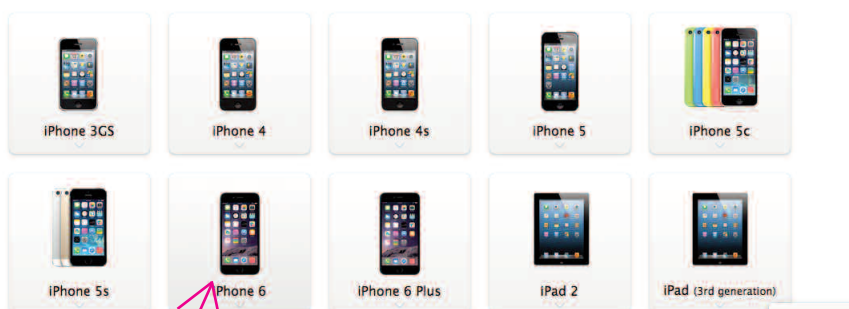 iPhone 3GS
iPhone 4
iPhone 4s
iPhone 5
iPhone 5c
iPhone 5s
iPhone 6
iPhone 6 Plus
iPad 2
iPad (3rd generation)